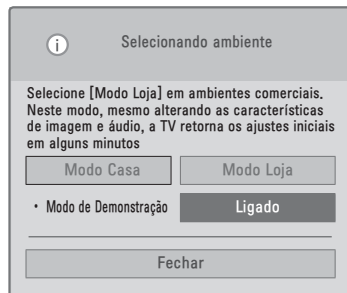 Selecionando ambiente
Selecione [Modo Loja] em ambientes comerciais.
Neste modo, mesmo alterando as características
de imagem e áudio, a TV retorna os ajustes iniciais
em alguns minutos
Modo Casa Modo Loja
• Modo de Demonstração Ligado
Fechar